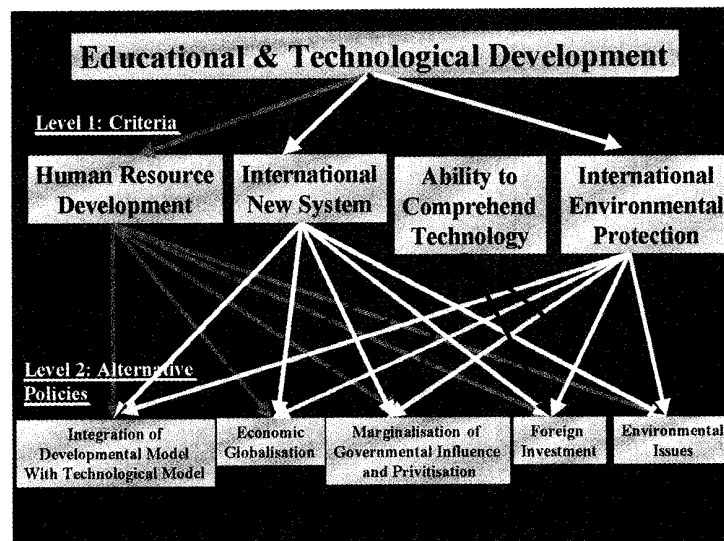 Educational & Technological Development
Level 1: Criteria
Human Resource
Development
International
New System
Ability to
Comprehend
Technology
International
Environmental
Protection
Level 2: Alternative
Policies
Integration of
Developmental Model
With Technological Model
Economic
Globalisation
Marginalisation of
Governmental Influence
and Privitisation
Foreign
Investment
Environmental
Issues